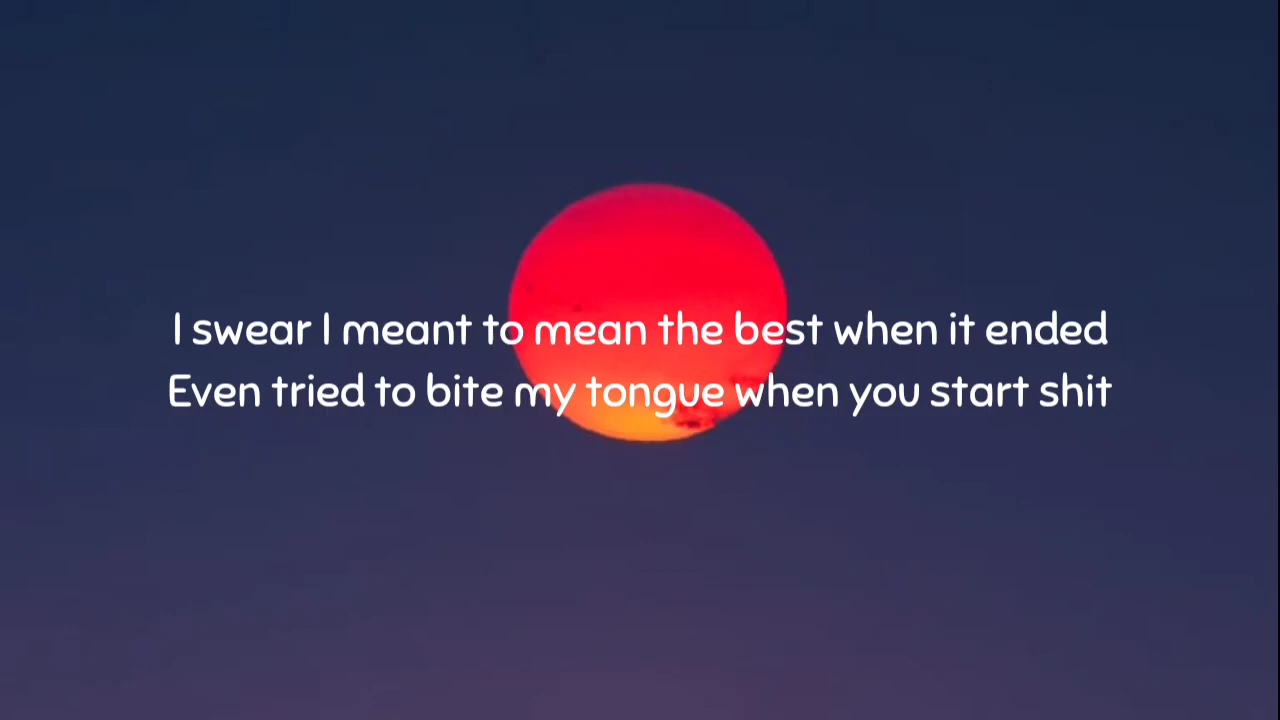 I swear I meant to mean the best when it ended
Even tried to bite my tongue when you start shit